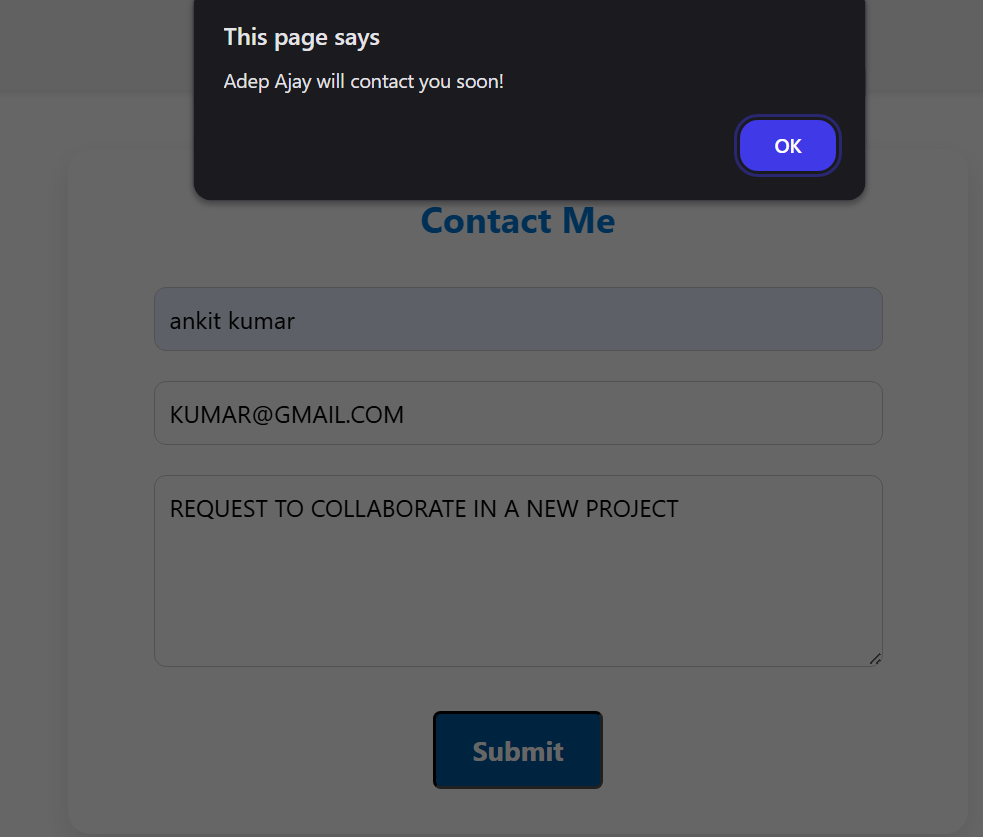 This page says
Adep Ajay will contact you soon!
OK
Contact Me
ankit kumar
KUMAR@GMAIL.COM
REQUEST TO COLLABORATE IN A NEW PROJECT
Submit